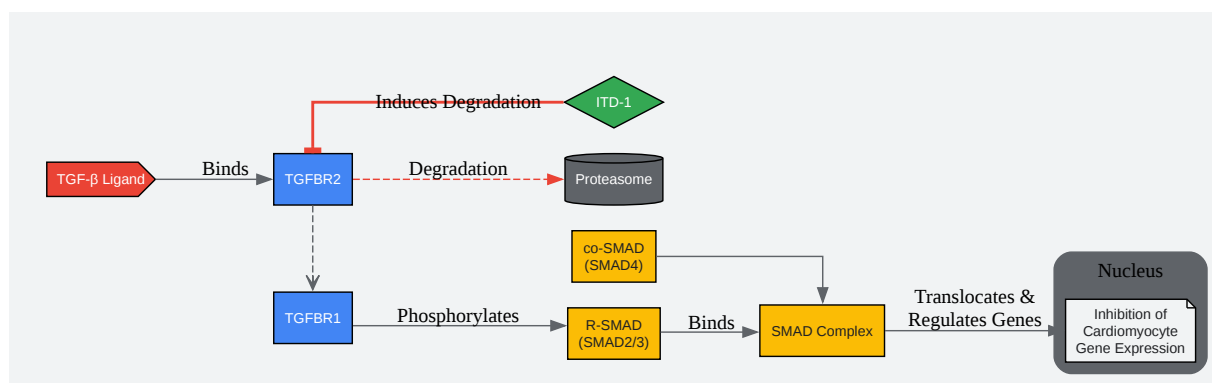 Induces Degradation
ITD-1
TGF-β Ligand
Binds
TGFBR2
Degradation
Proteasome
co-SMAD
(SMAD4)
TGFBR1
Phosphorylates
R-SMAD
(SMAD2/3)
Binds
SMAD Complex
Translocates &
Regulates Genes
Nucleus
Inhibition of
Cardiomyocyte
Gene Expression